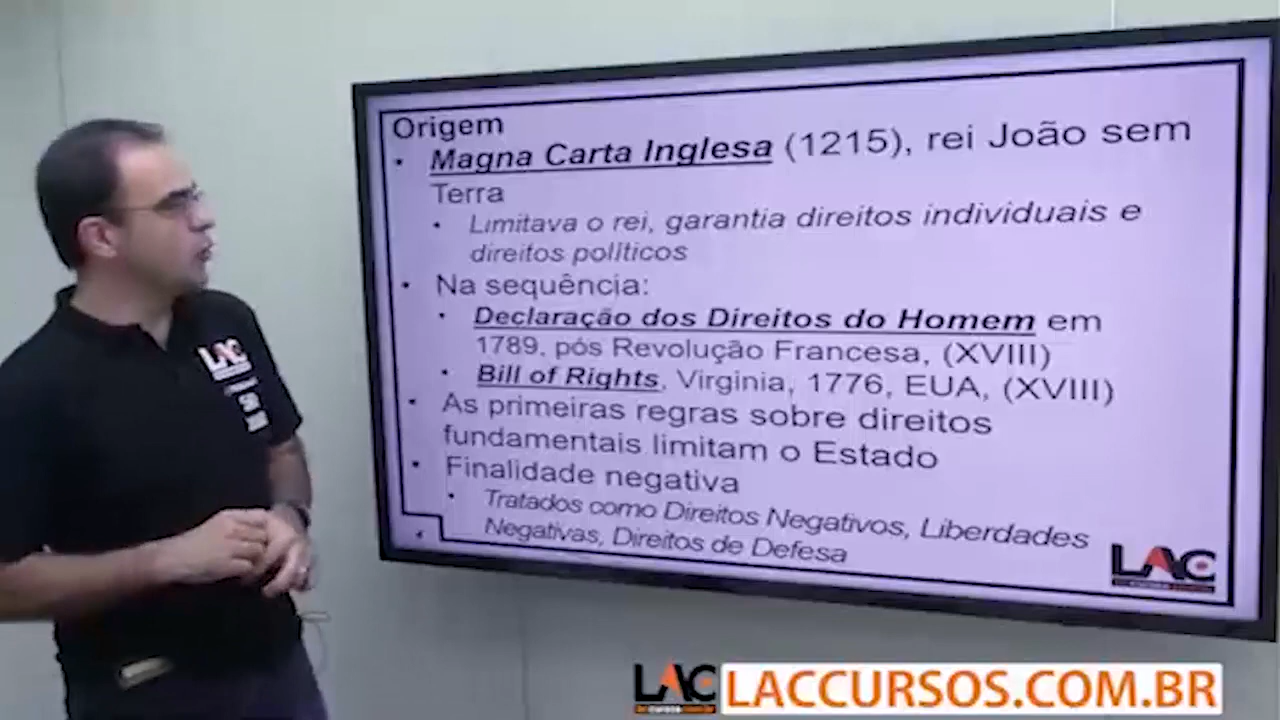 Origem
• Magna Carta Inglesa (1215), rei João sem
Terra
• Limitava o rei, garantia direitos individuais e
direitos políticos
• Na sequência:
• Declaração dos Direitos do Homem em
1789, pós Revolução Francesa, (XVIII)
• Bill of Rights, Virginia, 1776, EUA, (XVIII)
• As primeiras regras sobre direitos
fundamentais limitam o Estado
• Finalidade negativa
• Tratados como Direitos Negativos, Liberdades
Negativas, Direitos de Defesa
LAC
LAC
LAC
LACCURSOS.COM.BR